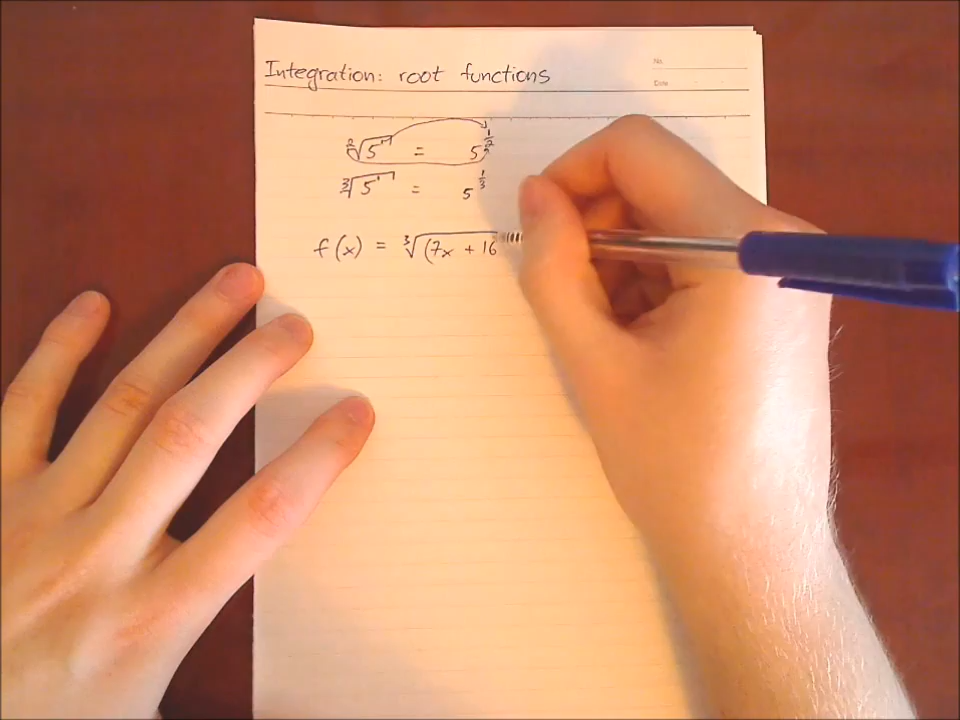 Integration: root functions
No.
Date
²√5¹ = 5^(1/2)
³√5¹ = 5^(1/3)
f(x) = ³√(7x + 16